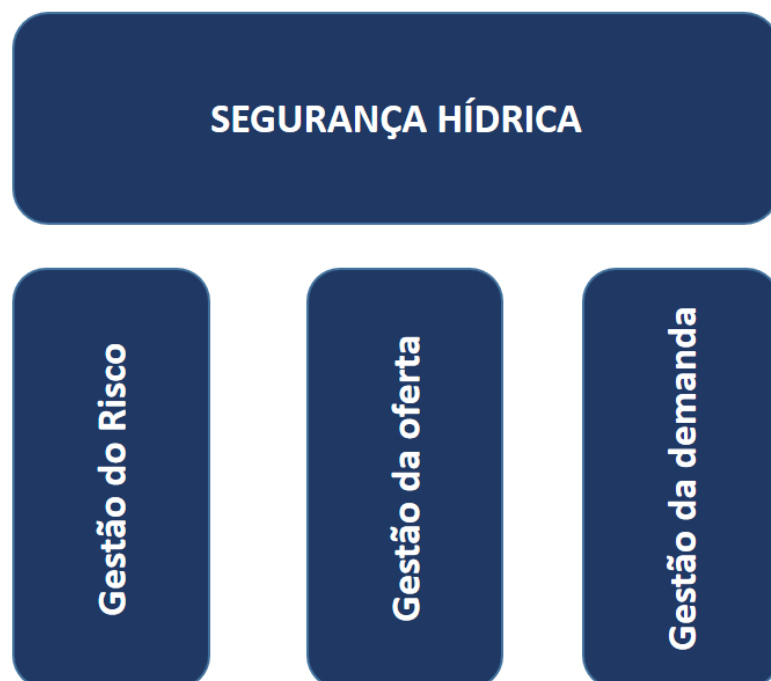 SEGURANÇA HÍDRICA
Gestão do Risco
Gestão da oferta
Gestão da demanda